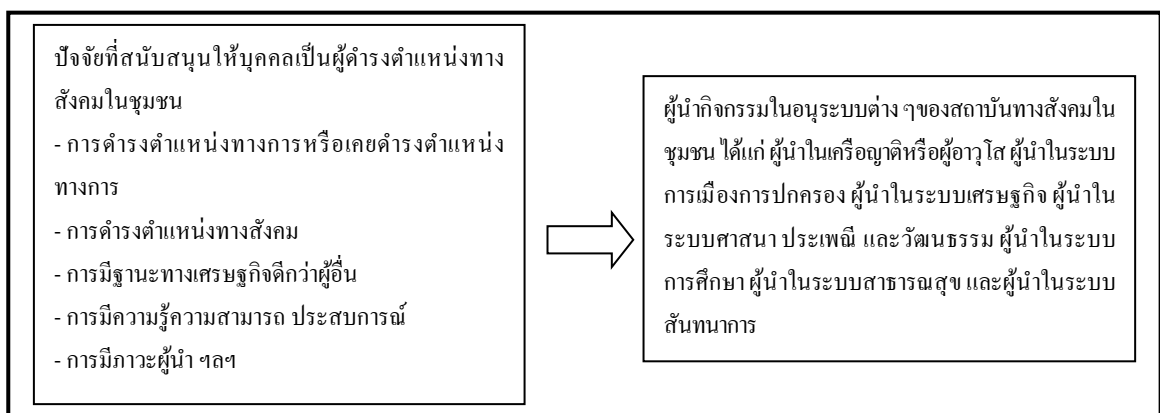 ปัจจัยที่สนับสนุนให้บุคคลเป็นผู้ดำรงตำแหน่งทาง
สังคมในชุมชน
- การดำรงตำแหน่งทางการหรือเคยดำรงตำแหน่ง
ทางการ
- การดำรงตำแหน่งทางสังคม
- การมีฐานะทางเศรษฐกิจดีกว่าผู้อื่น
- การมีความรู้ความสามารถ ประสบการณ์
- การมีภาวะผู้นำ ฯลฯ
ผู้นำกิจกรรมในอนุระบบต่าง ๆของสถาบันทางสังคมใน
ชุมชน ได้แก่ ผู้นำในเครือญาติหรือผู้อาวุโส ผู้นำในระบบ
การเมืองการปกครอง ผู้นำในระบบเศรษฐกิจ ผู้นำใน
ระบบศาสนา ประเพณี และวัฒนธรรม ผู้นำในระบบ
การศึกษา ผู้นำในระบบสาธารณสุข และผู้นำในระบบ
สันทนาการ